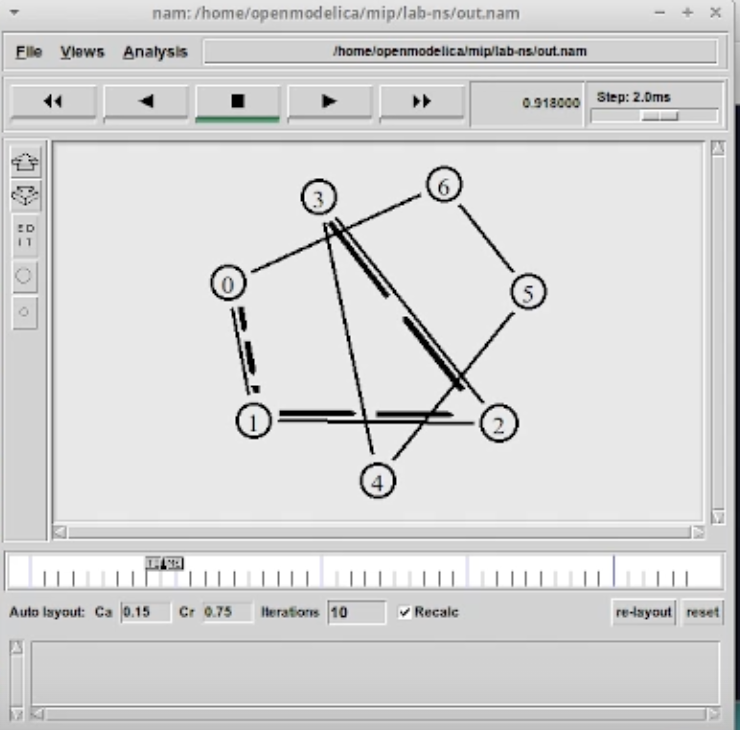 nam: /home/openmodelica/mip/lab-ns/out.nam
File Views Analysis /home/openmodelica/mip/lab-ns/out.nam
0.918000 Step: 2.0ms
E D
I T
3
6
0
5
1
2
4
TIME
Auto layout: Ca 0.15 Cr 0.75 Iterations 10 Recalc re-layout reset